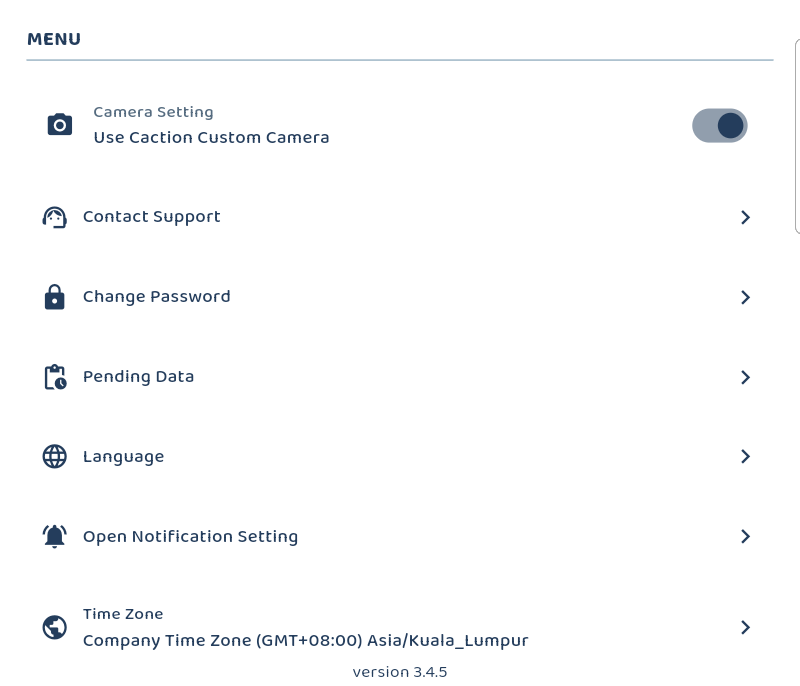 MENU
Camera Setting
Use Caction Custom Camera
Contact Support
Change Password
Pending Data
Language
Open Notification Setting
Time Zone
Company Time Zone (GMT+08:00) Asia/Kuala_Lumpur
version 3.4.5